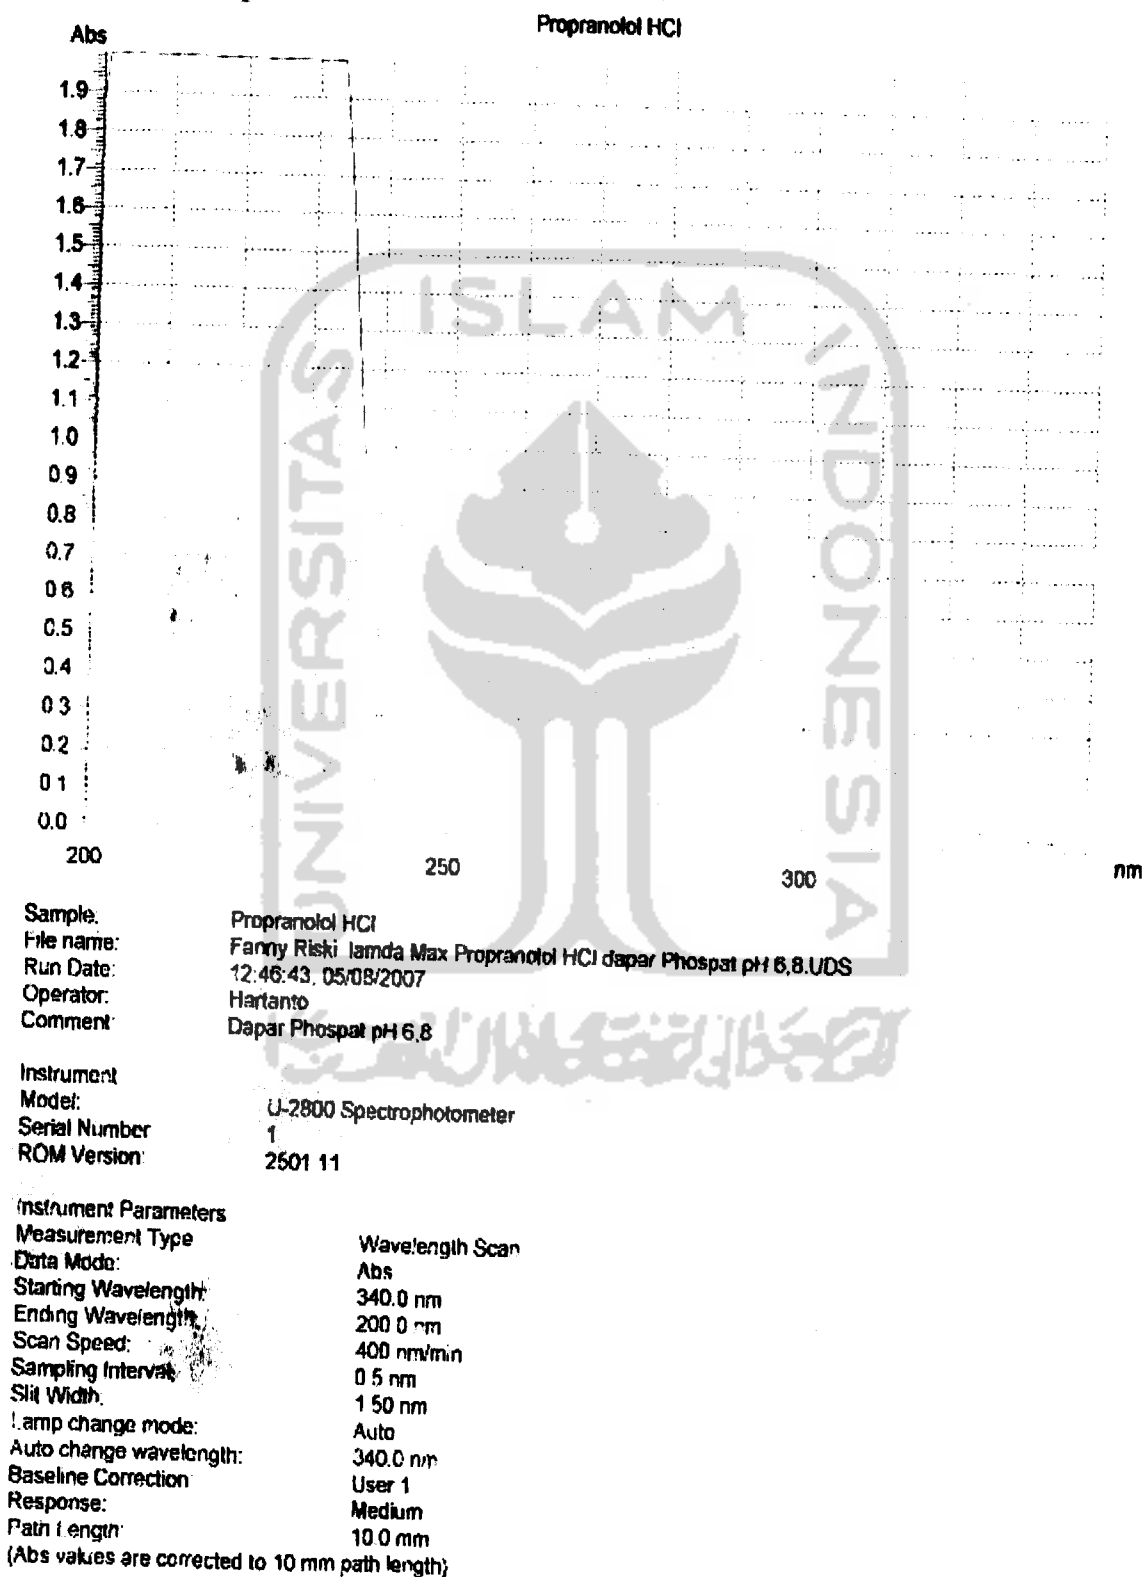 Propranolol HCl
Abs
1.9
1.8
1.7
1.6
1.5
1.4
1.3
1.2
1.1
1.0
0.9
0.8
0.7
0.6
0.5
0.4
0.3
0.2
0.1
0.0
200
250
300
nm
UNIVERSITAS ISLAM INDONESIA
Sample: Propranolol HCl
File name: Fanny Riski lamda Max Propranolol HCl dapar Phospat pH 6,8.UDS
Run Date: 12:46:43, 05/08/2007
Operator: Hartanto
Comment: Dapar Phospat pH 6,8
Instrument
Model: U-2800 Spectrophotometer
Serial Number 1
ROM Version: 2501 11
Instrument Parameters
Measurement Type Wavelength Scan
Data Mode: Abs
Starting Wavelength: 340.0 nm
Ending Wavelength: 200.0 nm
Scan Speed: 400 nm/min
Sampling Interval: 0.5 nm
Slit Width: 1.50 nm
Lamp change mode: Auto
Auto change wavelength: 340.0 nm
Baseline Correction User 1
Response: Medium
Path Length: 10.0 mm
(Abs values are corrected to 10 mm path length)